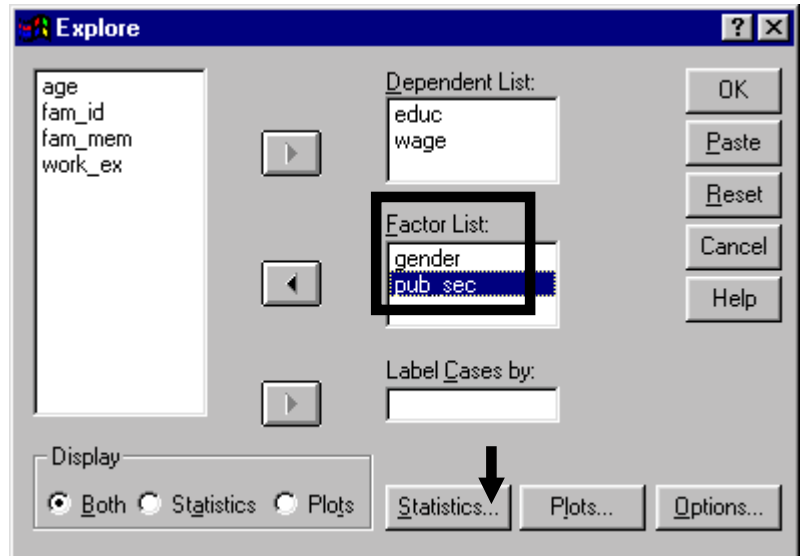 Explore
age
fam_id
fam_mem
work_ex
Dependent List:
educ
wage
Factor List:
gender
pub_sec
Label Cases by:
OK
Paste
Reset
Cancel
Help
Display
Both Statistics Plots
Statistics... Plots... Options...